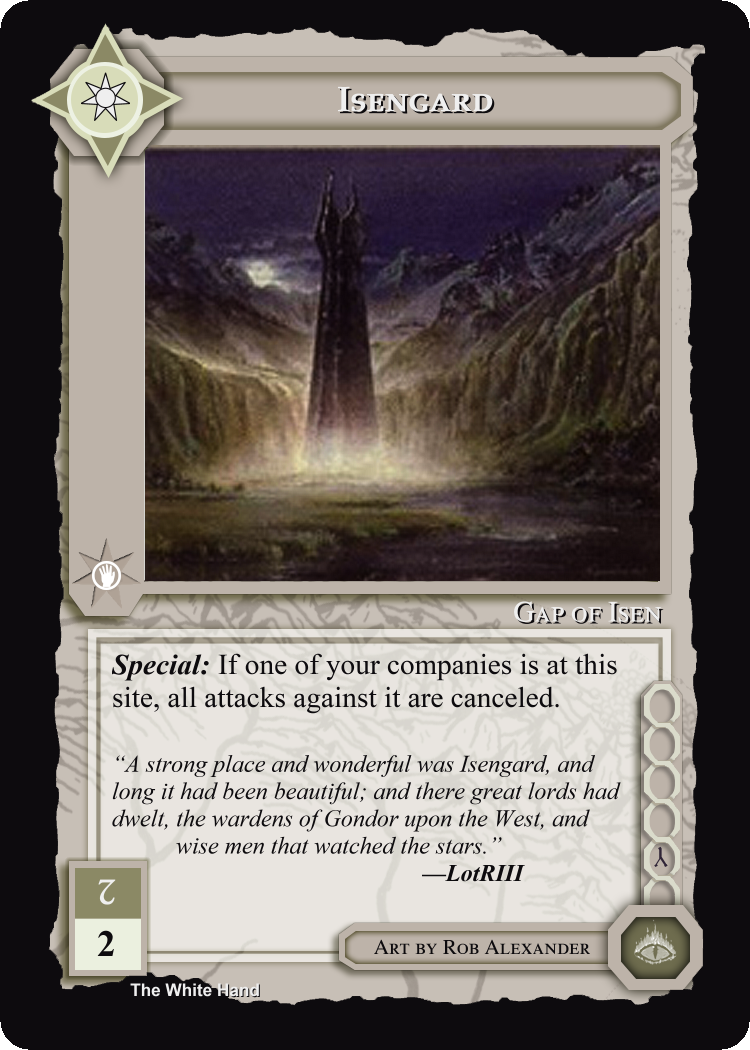 Isengard
Gap of Isen
Special: If one of your companies is at this
site, all attacks against it are canceled.
“A strong place and wonderful was Isengard, and
long it had been beautiful; and there great lords had
dwelt, the wardens of Gondor upon the West, and
wise men that watched the stars.”
—LotRIII
2
Art by Rob Alexander
The White Hand